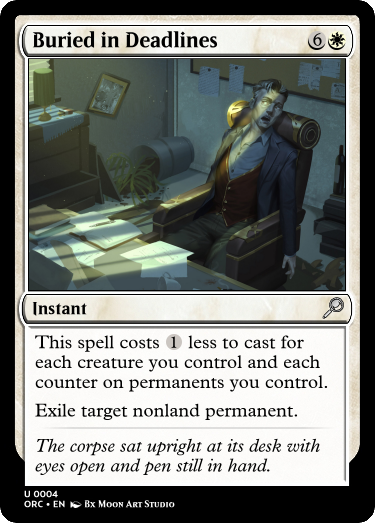 Buried in Deadlines 6
Instant
This spell costs 1 less to cast for
each creature you control and each
counter on permanents you control.
Exile target nonland permanent.
The corpse sat upright at its desk with
eyes open and pen still in hand.
U 0004
ORC • EN Bx Moon Art Studio